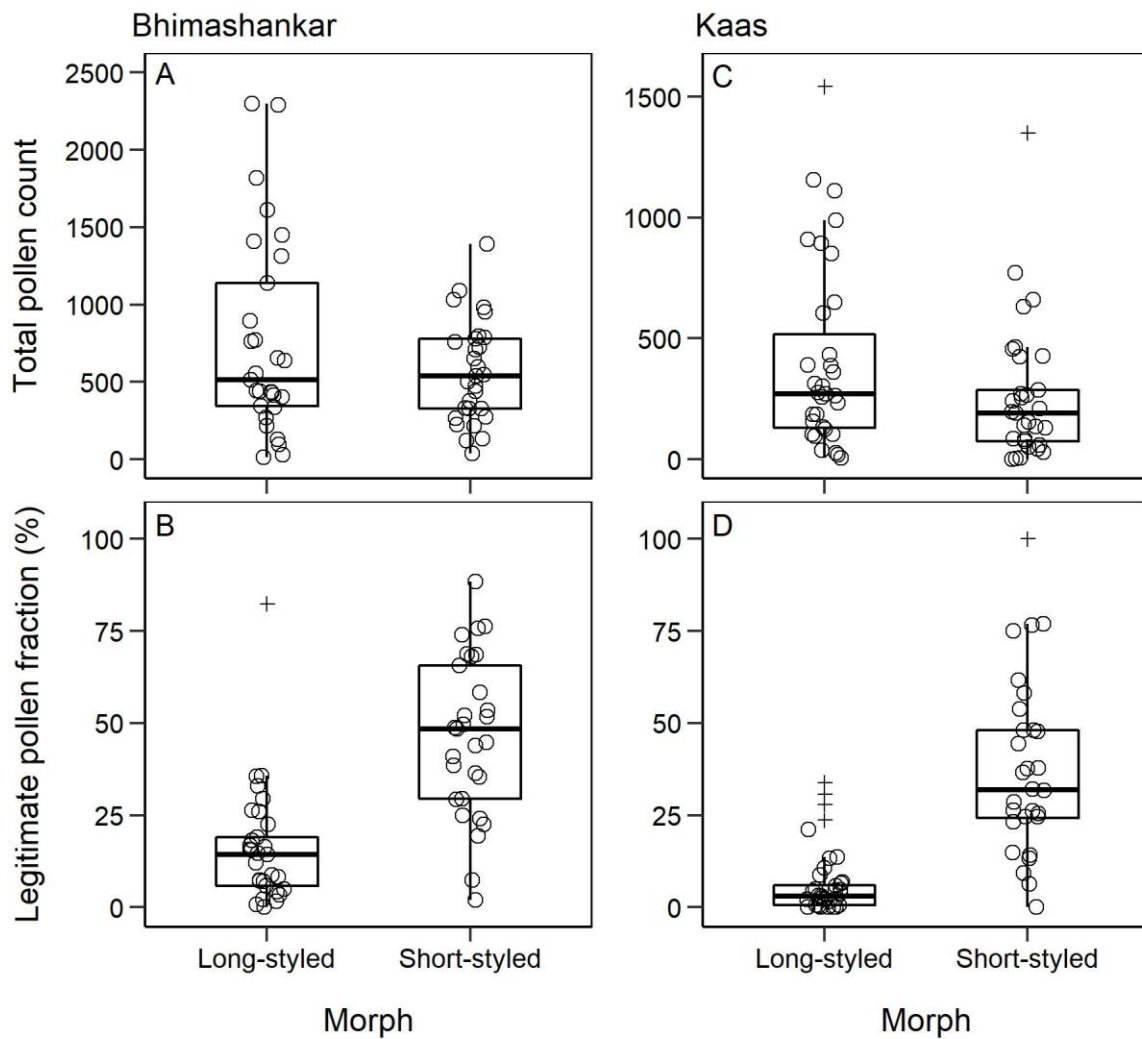 Bhimashankar
Kaas
Total pollen count
A
2500
2000
1500
1000
500
0
C
1500
1000
500
0
Legitimate pollen fraction (%)
B
100
75
50
25
0
D
100
75
50
25
0
Long-styled
Short-styled
Long-styled
Short-styled
Morph
Morph